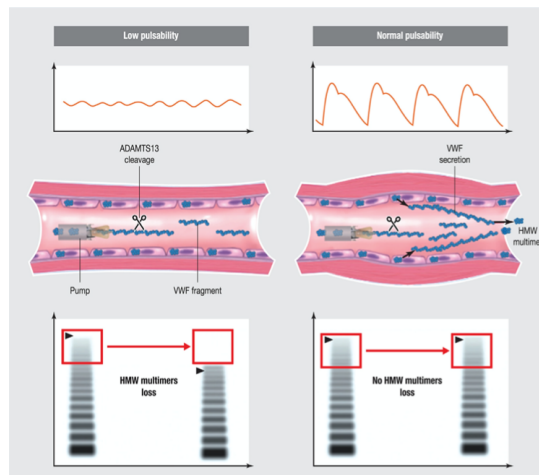 Low pulsability
Normal pulsability
ADAMTS13
cleavage
Pump
VWF fragment
VWF
secretion
HMW
multime
HMW multimers
loss
No HMW multimers
loss